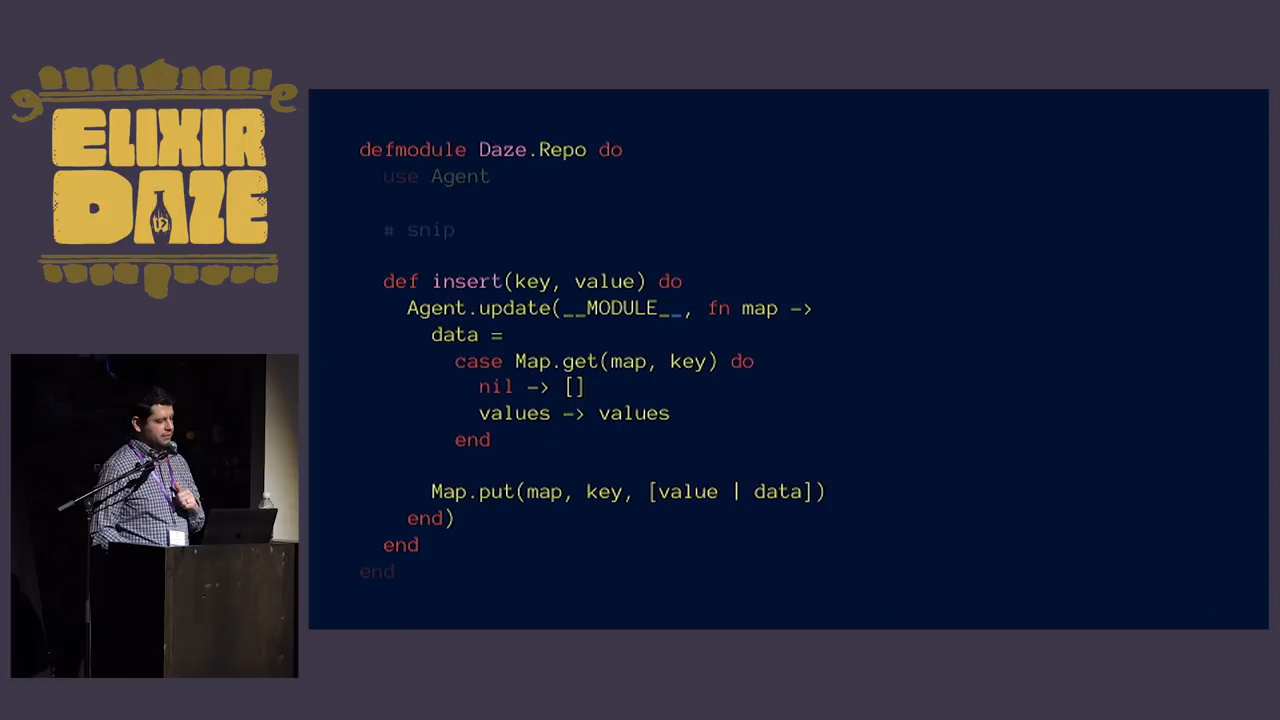 ELIXIR
DAZE
defmodule Daze.Repo do
  use Agent
  # snip
  def insert(key, value) do
    Agent.update(__MODULE__, fn map ->
      data =
        case Map.get(map, key) do
          nil -> []
          values -> values
        end
      Map.put(map, key, [value | data])
    end)
  end
end